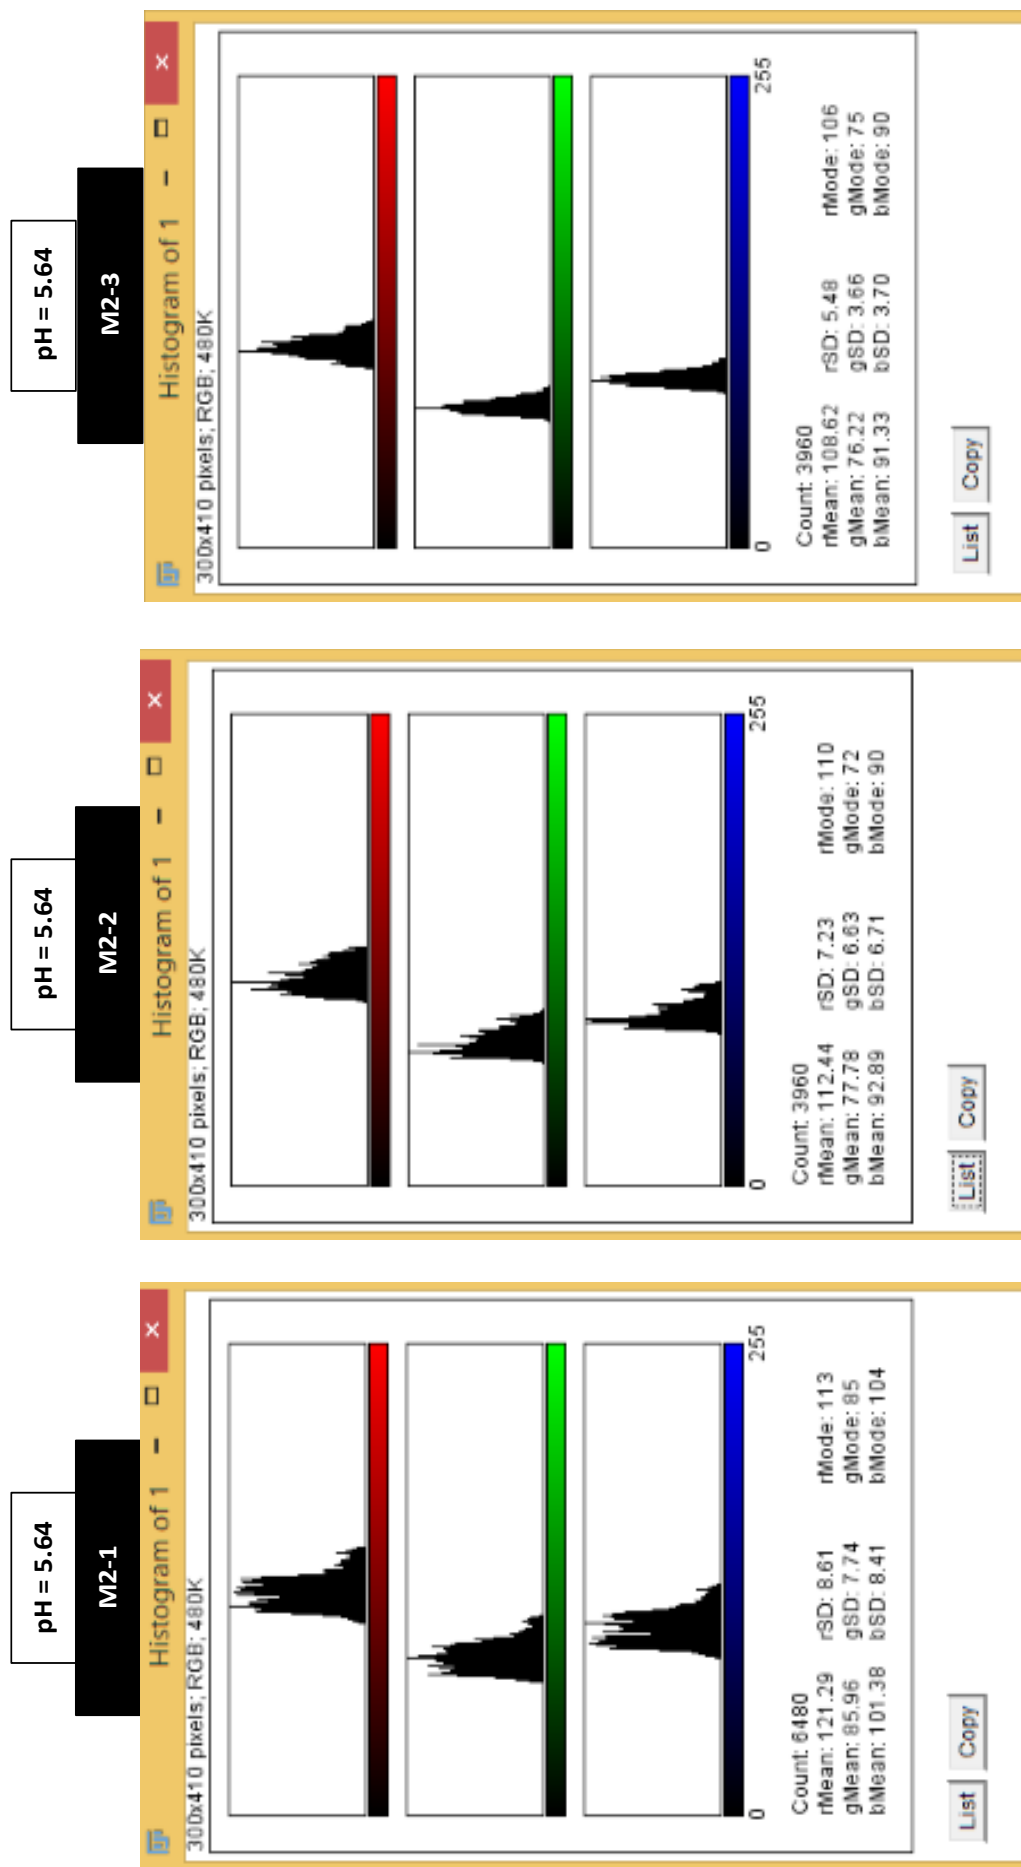 pH = 5.64
M2-1
Histogram of 1
300x410 pixels; RGB; 480K
0 255
Count: 6480
rMean: 121.29 rSD: 8.61 rMode: 113
gMean: 85.96 gSD: 7.74 gMode: 85
bMean: 101.38 bSD: 8.41 bMode: 104
List Copy
pH = 5.64
M2-2
Histogram of 1
300x410 pixels; RGB; 480K
0 255
Count: 3960
rMean: 112.44 rSD: 7.23 rMode: 110
gMean: 77.78 gSD: 6.63 gMode: 72
bMean: 92.89 bSD: 6.71 bMode: 90
List Copy
pH = 5.64
M2-3
Histogram of 1
300x410 pixels; RGB; 480K
0 255
Count: 3960
rMean: 108.62 rSD: 5.48 rMode: 106
gMean: 76.22 gSD: 3.66 gMode: 75
bMean: 91.33 bSD: 3.70 bMode: 90
List Copy